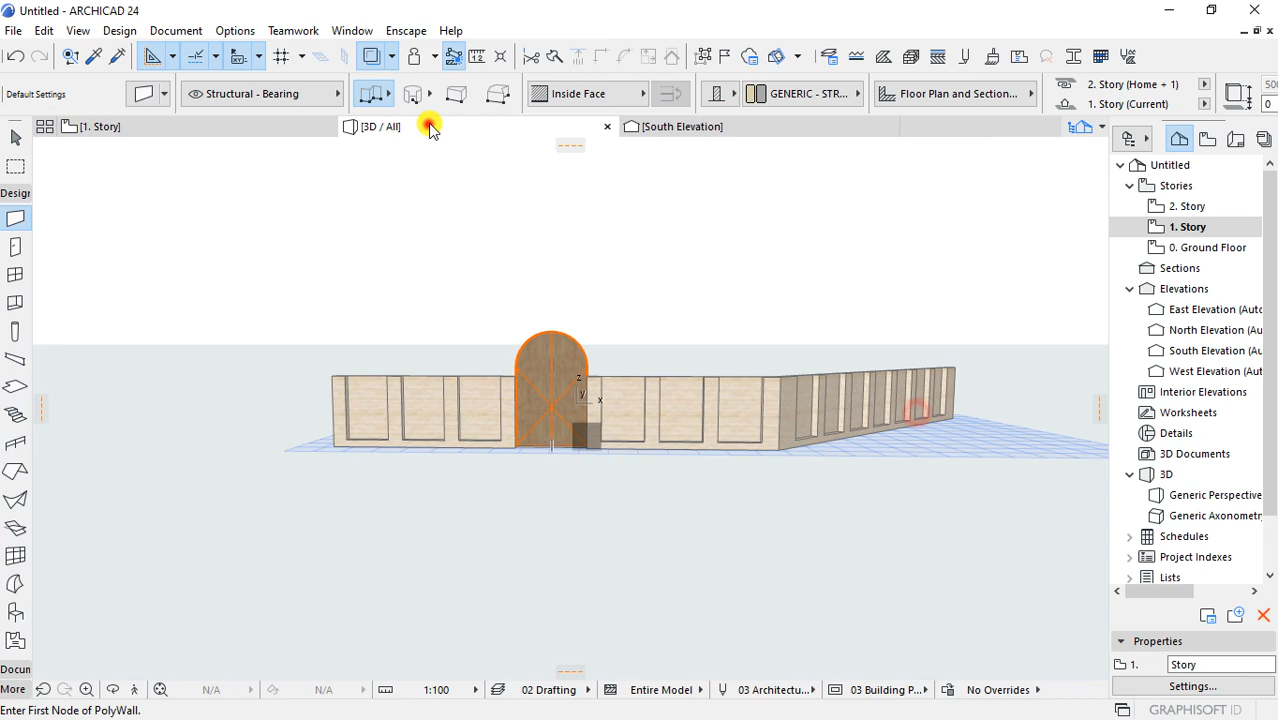 Untitled - ARCHICAD 24
File Edit View Design Document Options Teamwork Window Enscape Help
Default Settings
Structural - Bearing
Inside Face
GENERIC - STR...
Floor Plan and Section...
2. Story (Home + 1)
1. Story (Current)
0
[1. Story]
[3D / All]
[South Elevation]
Design
Untitled
Stories
2. Story
1. Story
0. Ground Floor
Sections
Elevations
East Elevation (Auto
North Elevation (Aut
South Elevation (Aut
West Elevation (Aut
Interior Elevations
Worksheets
Details
3D Documents
3D
Generic Perspective
Generic Axonometr
Schedules
Project Indexes
Lists
z
y
x
Properties
1. Story
Settings...
Docun
More
N/A
N/A
1:100
02 Drafting
Entire Model
03 Architectu...
03 Building P...
No Overrides
Enter First Node of PolyWall.
GRAPHISOFT ID